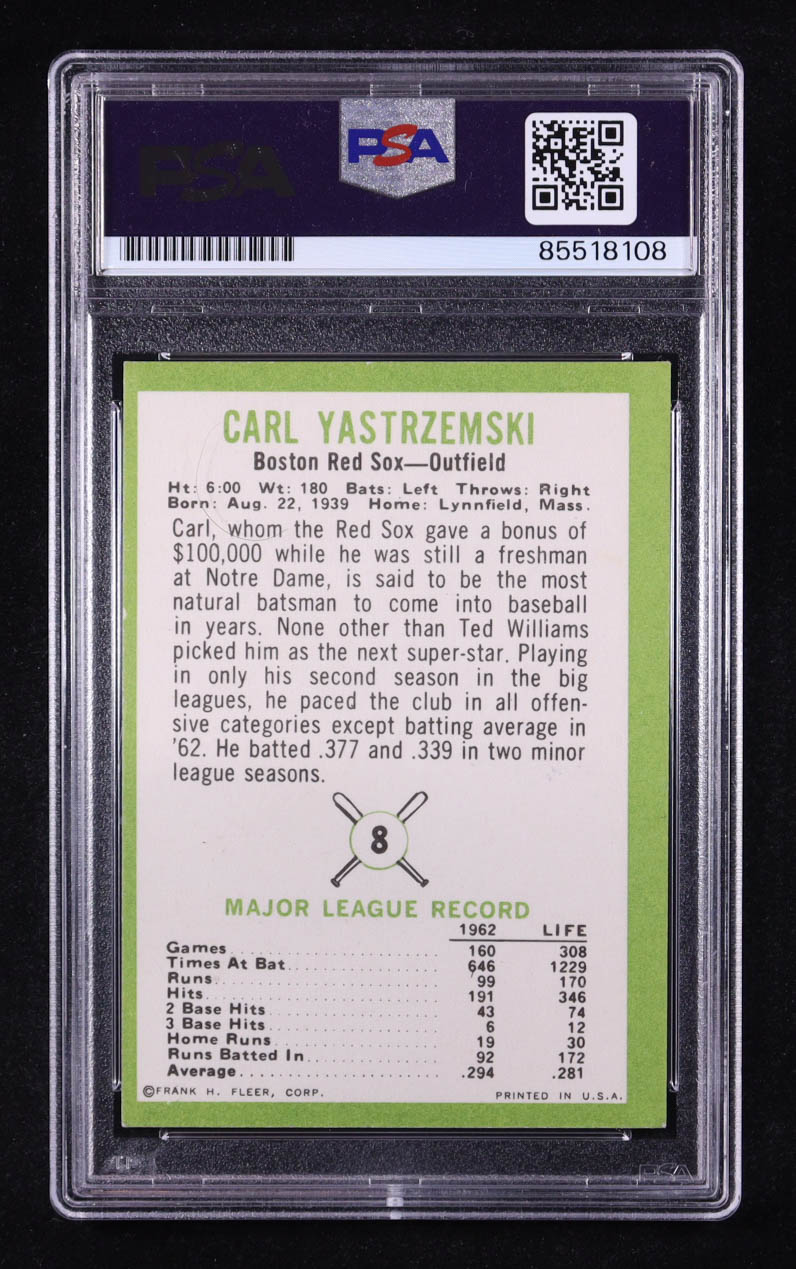 PSA
PSA
85518108
CARL YASTRZEMSKI
Boston Red Sox—Outfield
Ht: 6:00 Wt: 180 Bats: Left Throws: Right
Born: Aug. 22, 1939 Home: Lynnfield, Mass.
Carl, whom the Red Sox gave a bonus of
$100,000 while he was still a freshman
at Notre Dame, is said to be the most
natural batsman to come into baseball
in years. None other than Ted Williams
picked him as the next super-star. Playing
in only his second season in the big
leagues, he paced the club in all offen-
sive categories except batting average in
'62. He batted .377 and .339 in two minor
league seasons.
8
MAJOR LEAGUE RECORD
1962 LIFE
Games 160 308
Times At Bat 646 1229
Runs 99 170
Hits 191 346
2 Base Hits 43 74
3 Base Hits 6 12
Home Runs 19 30
Runs Batted In 92 172
Average .294 .281
©FRANK H. FLEER, CORP. PRINTED IN U.S.A.
PSA